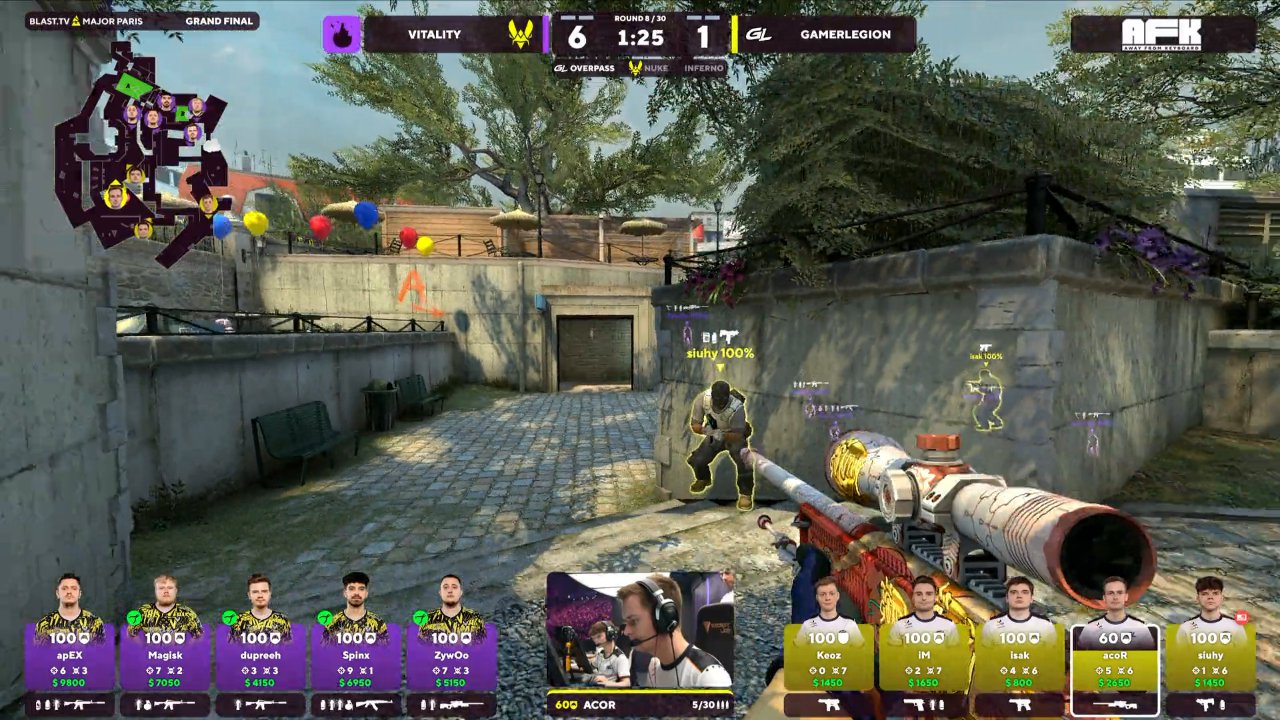 BLAST.TV MAJOR PARIS GRAND FINAL
VITALITY
6
ROUND 8 / 30
1:25
1
GL
GAMERLEGION
AFK
AWAY FROM KEYBOARD
GL OVERPASS
NUKE
INFERNO
A
siuhy 100%
isak 100%
100 100 100 100 100
apEX Magisk dupreeh Spinx ZywOo
6 3 7 2 3 3 9 1 7 3
$9800 $7050 $4150 $6950 $5150
100 100 100 60 100
Keoz iM isak acoR siuhy
0 7 2 7 4 6 5 6 1 6
$1450 $1650 $800 $2650 $1450
60 ACOR 5/30